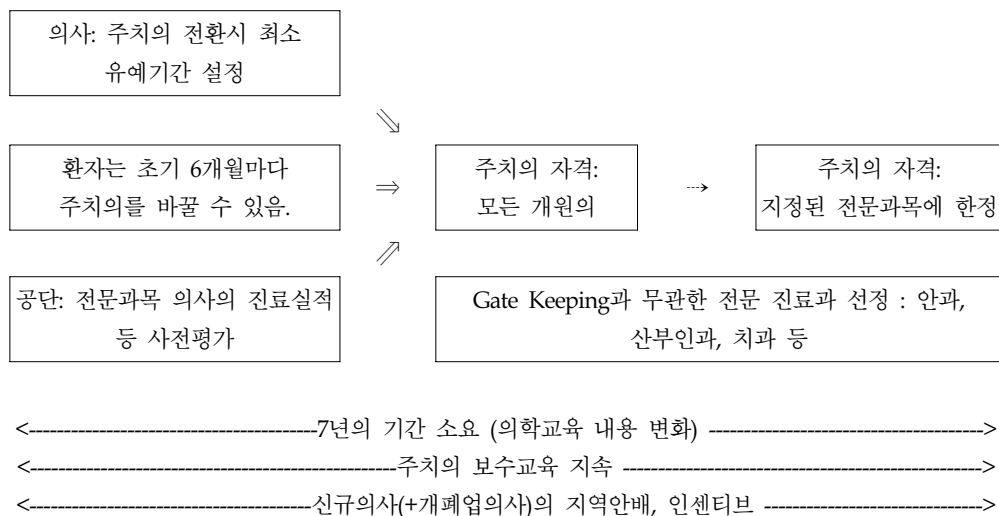 의사: 주치의 전환시 최소
유예기간 설정
⇘
환자는 초기 6개월마다
주치의를 바꿀 수 있음.
⇒
주치의 자격:
모든 개원의
⇢
주치의 자격:
지정된 전문과목에 한정
⇗
공단: 전문과목 의사의 진료실적
등 사전평가
Gate Keeping과 무관한 전문 진료과 선정 : 안과,
산부인과, 치과 등
<------------------------------------------7년의 기간 소요 (의학교육 내용 변화) ---------------------------------------->
<-----------------------------------------------------주치의 보수교육 지속 ---------------------------------------------------->
<-----------------------------------------신규의사(+개폐업의사)의 지역안배, 인센티브 -------------------------------->